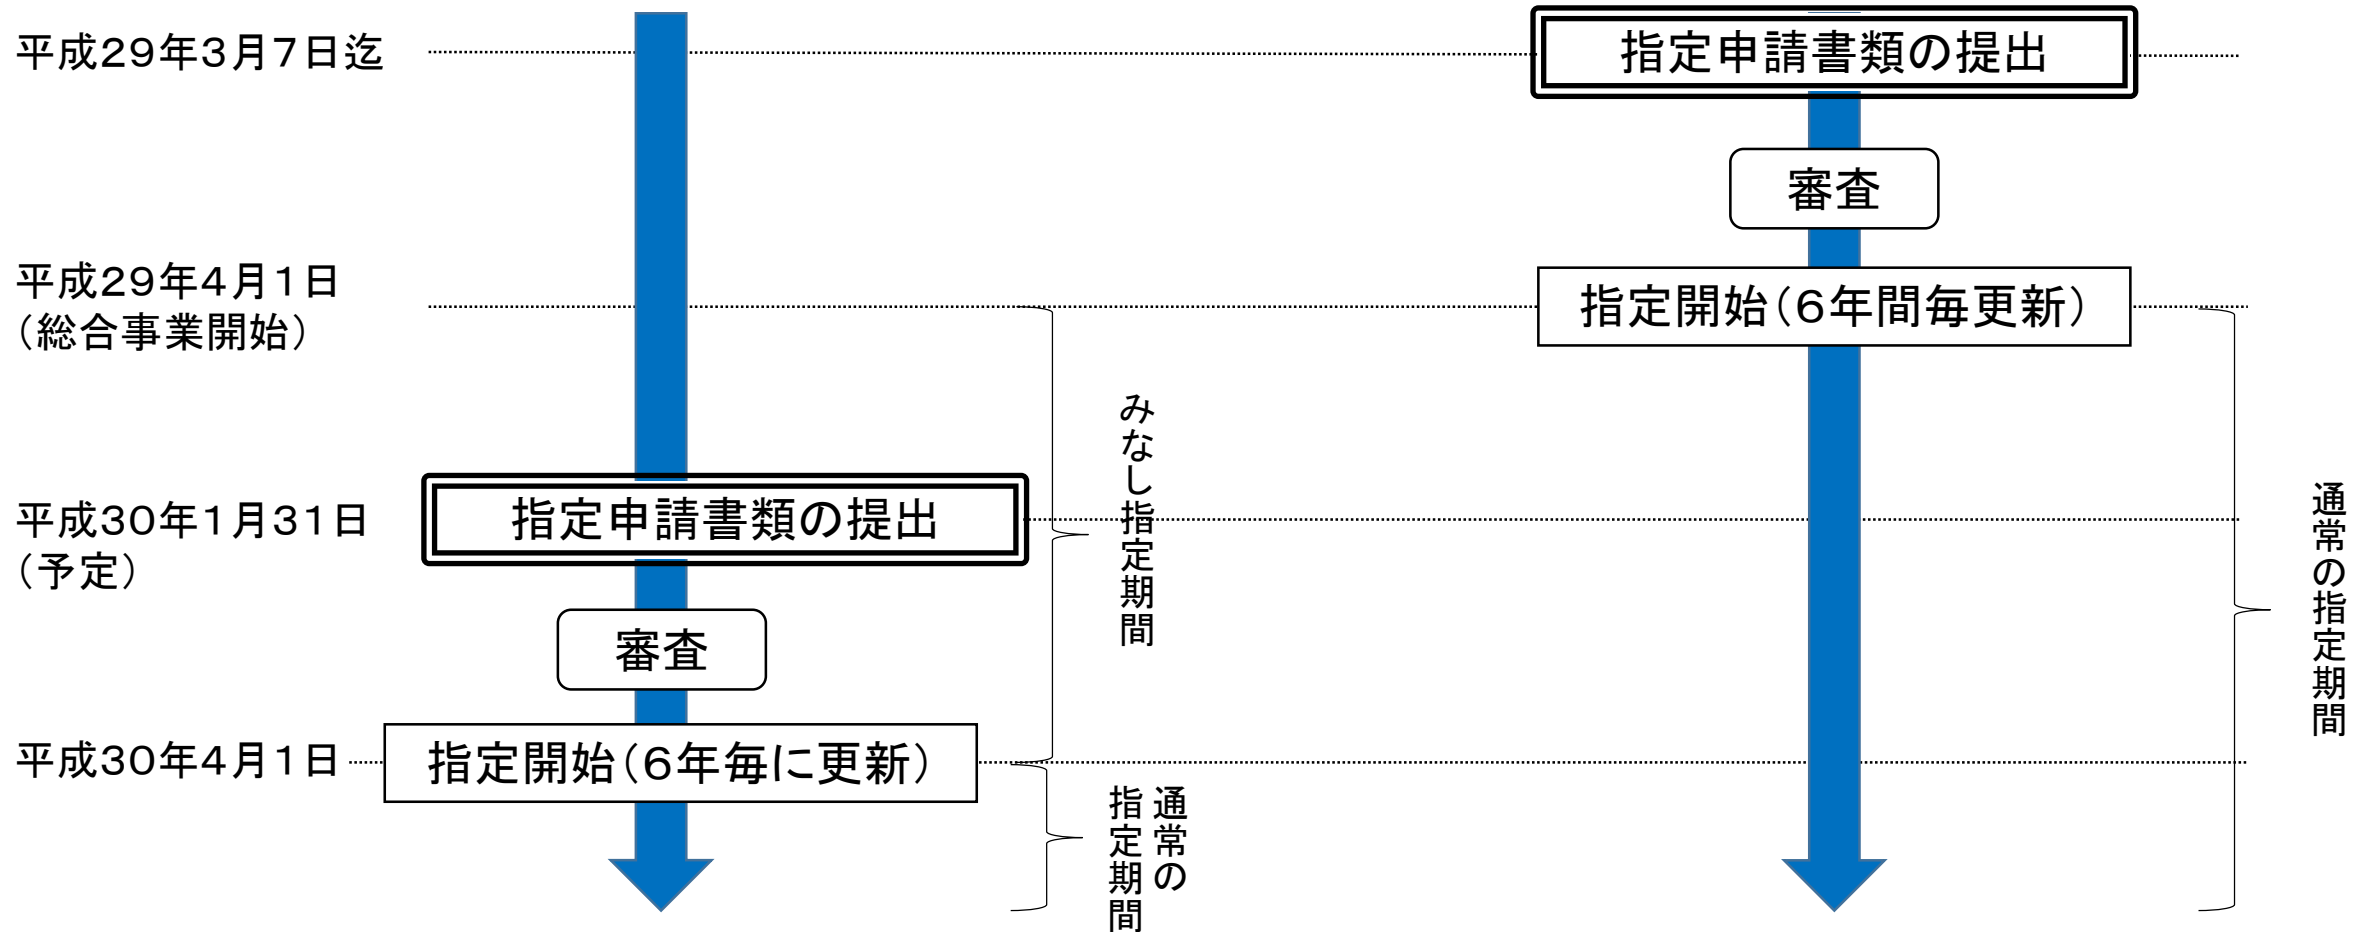 平成29年3月7日迄
指定申請書類の提出
審査
平成29年4月1日
（総合事業開始）
指定開始（6年間毎更新）
みなし指定期間
通常の指定期間
平成30年1月31日
（予定）
指定申請書類の提出
審査
平成30年4月1日
指定開始（6年毎に更新）
通常の
指定期間